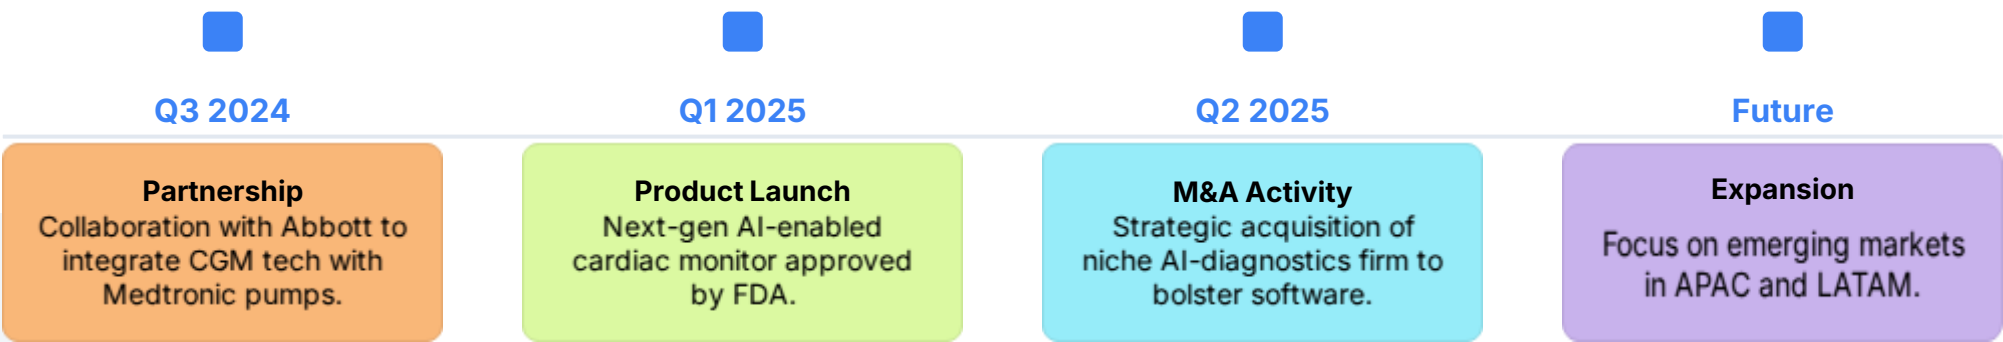 Q3 2024
Q1 2025
Q2 2025
Future
Partnership
Collaboration with Abbott to
integrate CGM tech with
Medtronic pumps.
Product Launch
Next-gen AI-enabled
cardiac monitor approved
by FDA.
M&A Activity
Strategic acquisition of
niche AI-diagnostics firm to
bolster software.
Expansion
Focus on emerging markets
in APAC and LATAM.